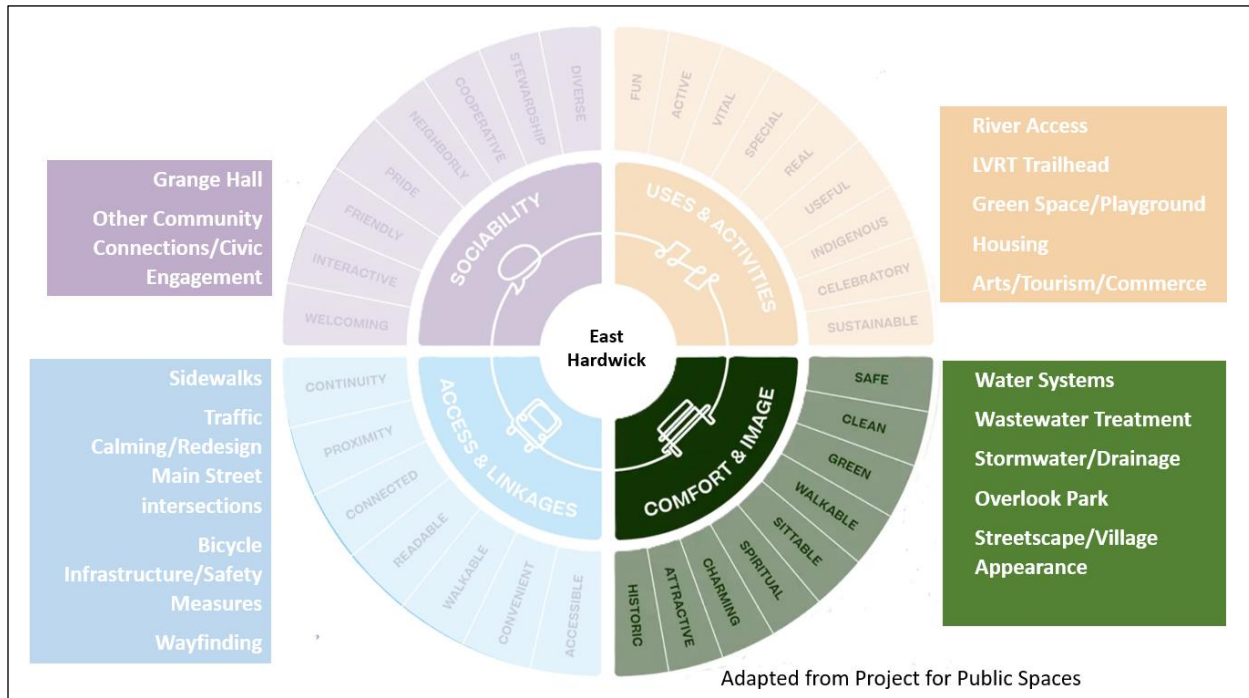 Grange Hall
Other Community
Connections/Civic
Engagement
Sidewalks
Traffic
Calming/Redesign
Main Street
intersections
Bicycle
Infrastructure/Safety
Measures
Wayfinding
SOCIABILITY
DIVERSE
STEWARDSHIP
COOPERATIVE
NEIGHBORLY
PRIDE
FRIENDLY
INTERACTIVE
WELCOMING
USES & ACTIVITIES
FUN
ACTIVE
VITAL
SPECIAL
REAL
USEFUL
INDIGENOUS
CELEBRATORY
SUSTAINABLE
East
Hardwick
ACCESS & LINKAGES
CONTINUITY
PROXIMITY
CONNECTED
READABLE
WALKABLE
CONVENIENT
ACCESSIBLE
COMFORT & IMAGE
SAFE
CLEAN
GREEN
WALKABLE
SITTABLE
SPIRITUAL
CHARMING
ATTRACTIVE
HISTORIC
River Access
LVRT Trailhead
Green Space/Playground
Housing
Arts/Tourism/Commerce
Water Systems
Wastewater Treatment
Stormwater/Drainage
Overlook Park
Streetscape/Village
Appearance
Adapted from Project for Public Spaces